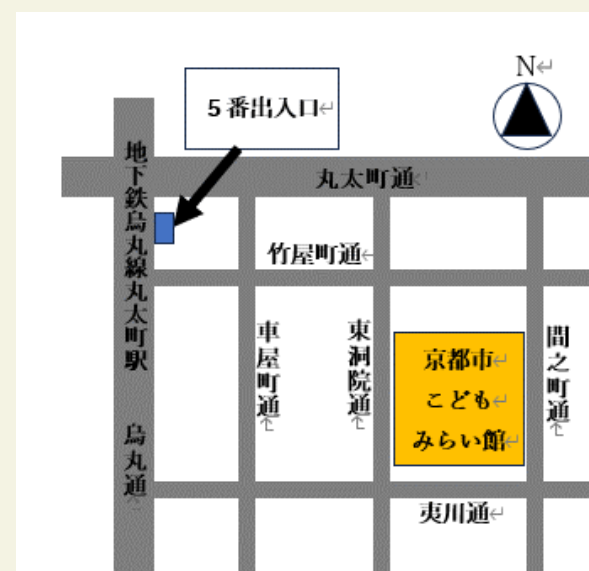 N
5番出入口
丸太町通
地下鉄烏丸線丸太町駅
竹屋町通
車屋町通
東洞院通
間之町通
京都市
こども
みらい館
烏丸通
夷川通